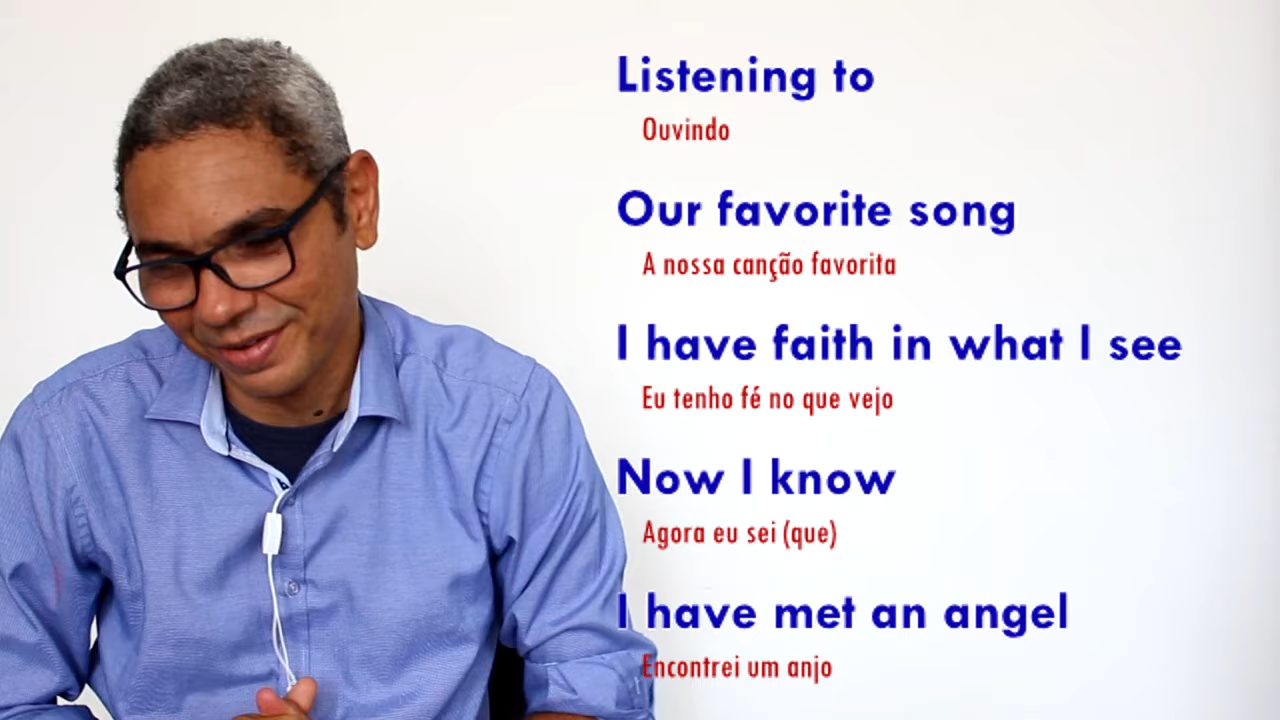 Listening to
Ouvindo
Our favorite song
A nossa canção favorita
I have faith in what I see
Eu tenho fé no que vejo
Now I know
Agora eu sei (que)
I have met an angel
Encontrei um anjo